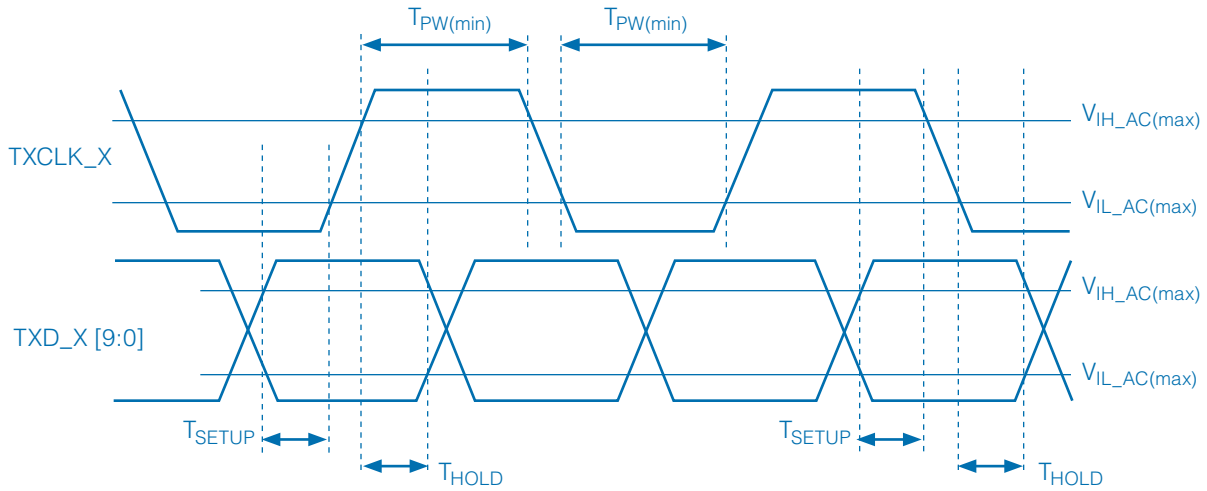 TPW(min) TPW(min)
VIH_AC(max)
TXCLK_X
VIL_AC(max)
VIH_AC(max)
TXD_X [9:0]
VIL_AC(max)
TSETUP TSETUP
THOLD THOLD